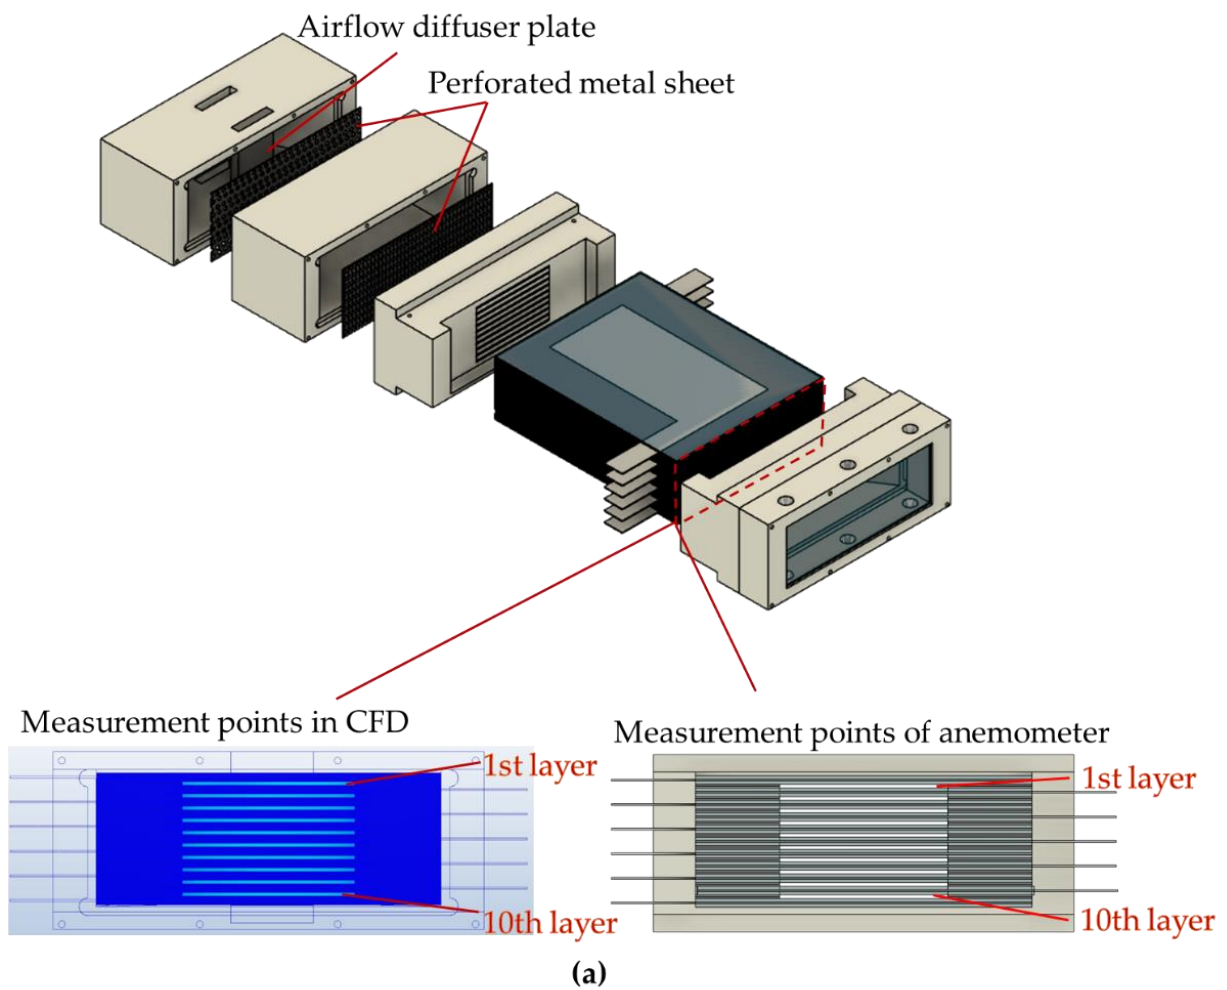 Airflow diffuser plate
Perforated metal sheet
Measurement points in CFD
Measurement points of anemometer
1st layer
1st layer
10th layer
10th layer
(a)